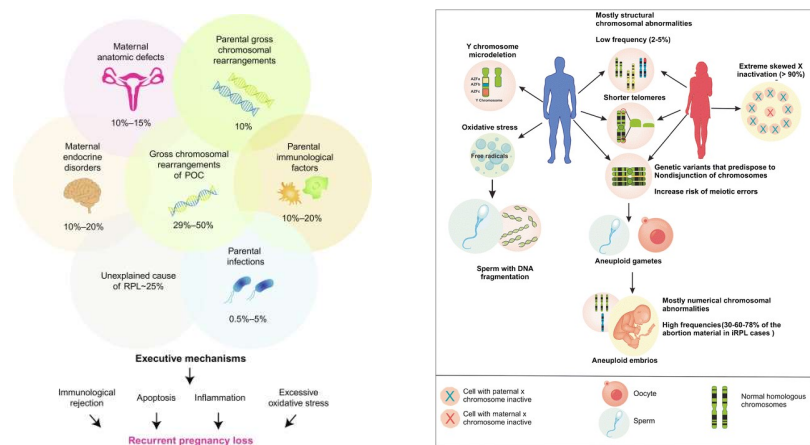 Maternal
anatomic defects
10%–15%
Parental gross
chromosomal
rearrangements
10%
Maternal
endocrine
disorders
10%–20%
Gross chromosomal
rearrangements
of POC
29%–50%
Parental
immunological
factors
10%–20%
Unexplained cause
of RPL~25%
Parental
infections
0.5%–5%
Executive mechanisms
Immunological
rejection
Apoptosis
Inflammation
Excessive
oxidative stress
Recurrent pregnancy loss
Mostly structural
chromosomal abnormalities
Low frequency (2-5%)
Y chromosome
microdeletion
AZFa
AZFb
AZFc
Y Chromosome
Extreme skewed X
inactivation (> 90%)
Shorter telomeres
Oxidative stress
Free radicals
Genetic variants that predispose to
Nondisjunction of chromosomes
Increase risk of meiotic errors
Sperm with DNA
fragmentation
Aneuploid gametes
Mostly numerical chromosomal
abnormalities
High frequencies(30-60-78% of the
abortion material in iRPL cases )
Aneuploid embrios
Cell with paternal x
chromosome inactive
Cell with maternal x
chromosome inactive
Oocyte
Sperm
Normal homologous
chromosomes